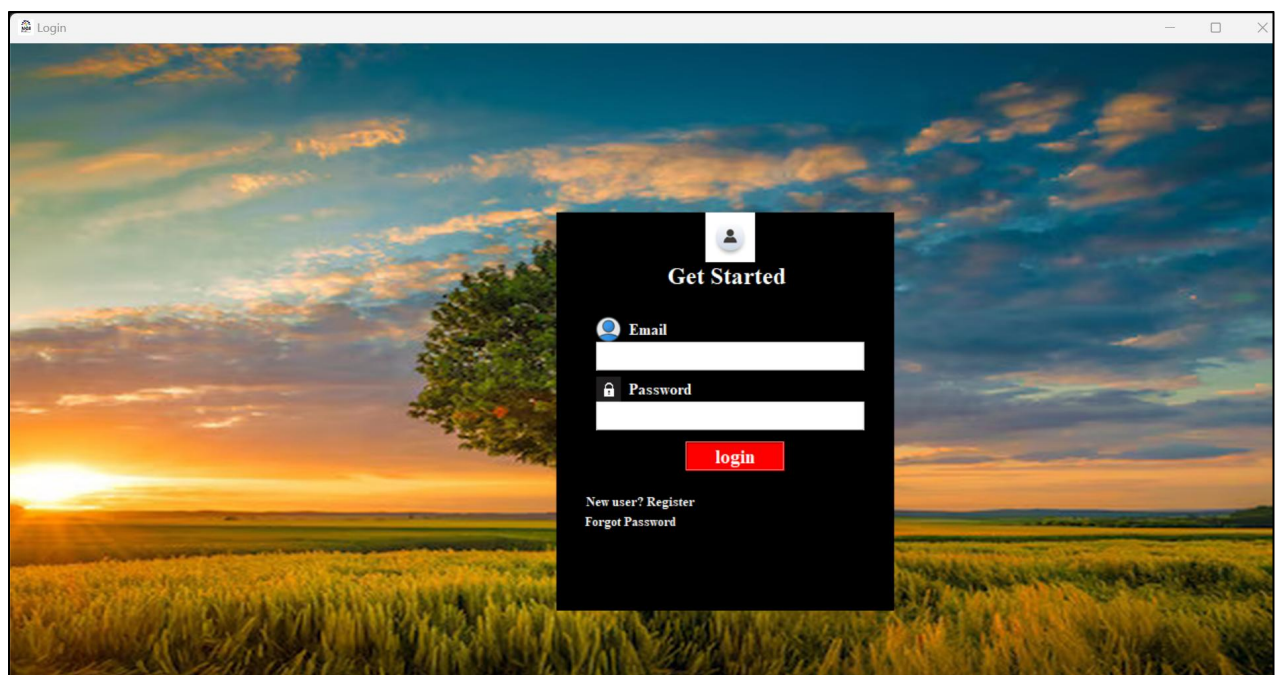 Login
Get Started
Email
Password
login
New user? Register
Forgot Password